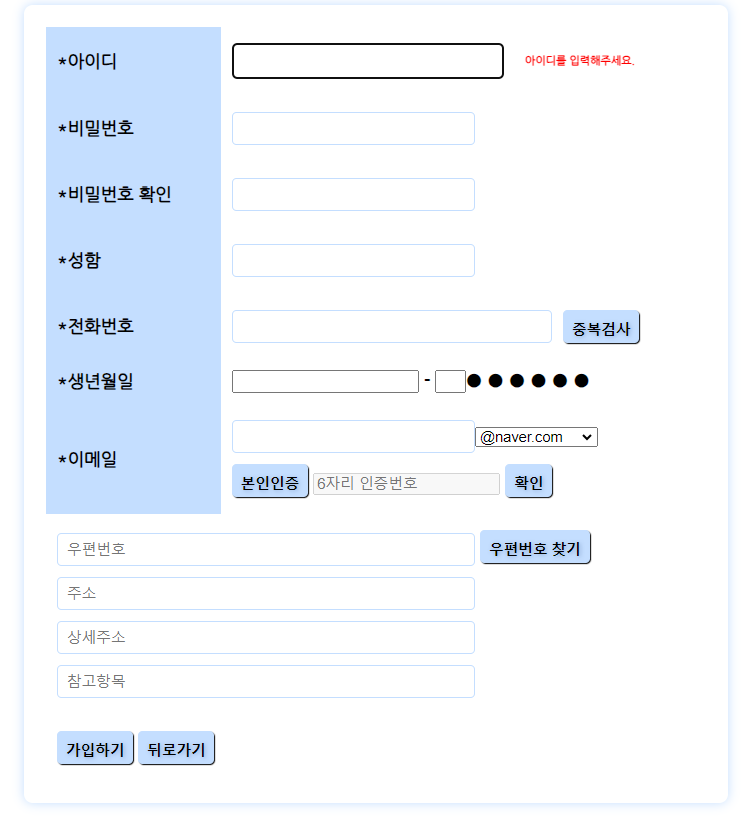 *아이디 아이디를 입력해주세요.
*비밀번호
*비밀번호 확인
*성함
*전화번호 중복검사
*생년월일 - ●●●●●●
*이메일 @naver.com
본인인증 6자리 인증번호 확인
우편번호 우편번호 찾기
주소
상세주소
참고항목
가입하기 뒤로가기